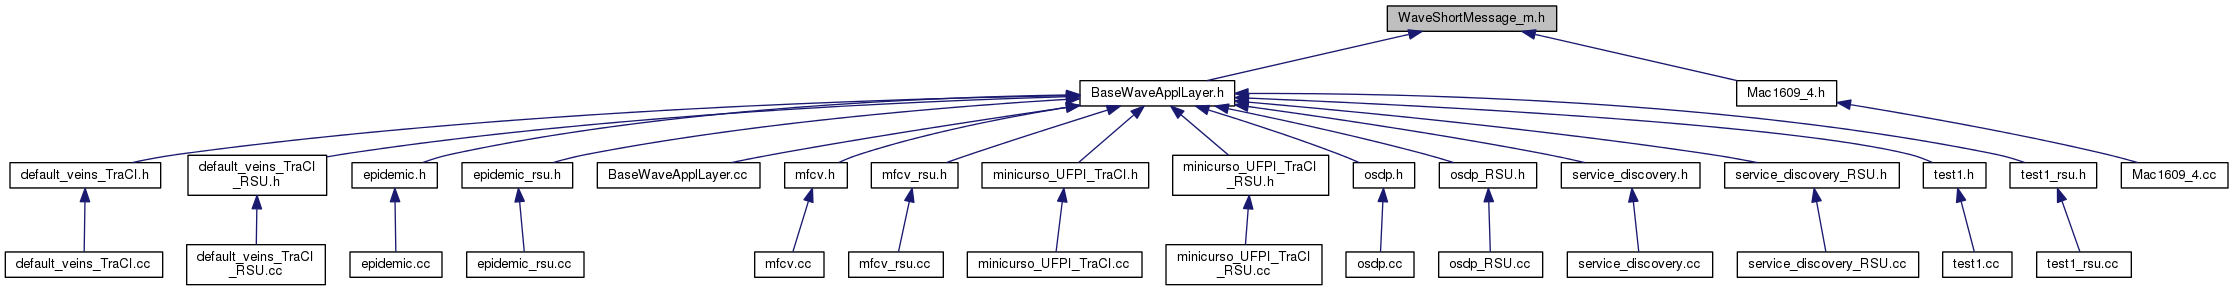 WaveShortMessage_m.h
BaseWaveApplLayer.h
Mac1609_4.h
default_veins_TraCI.h
default_veins_TraCI
_RSU.h
epidemic.h
epidemic_rsu.h
BaseWaveApplLayer.cc
mfcv.h
mfcv_rsu.h
minicurso_UFPI_TraCI.h
minicurso_UFPI_TraCI
_RSU.h
osdp.h
osdp_RSU.h
service_discovery.h
service_discovery_RSU.h
test1.h
test1_rsu.h
Mac1609_4.cc
default_veins_TraCI.cc
default_veins_TraCI
_RSU.cc
epidemic.cc
epidemic_rsu.cc
mfcv.cc
mfcv_rsu.cc
minicurso_UFPI_TraCI.cc
minicurso_UFPI_TraCI
_RSU.cc
osdp.cc
osdp_RSU.cc
service_discovery.cc
service_discovery_RSU.cc
test1.cc
test1_rsu.cc